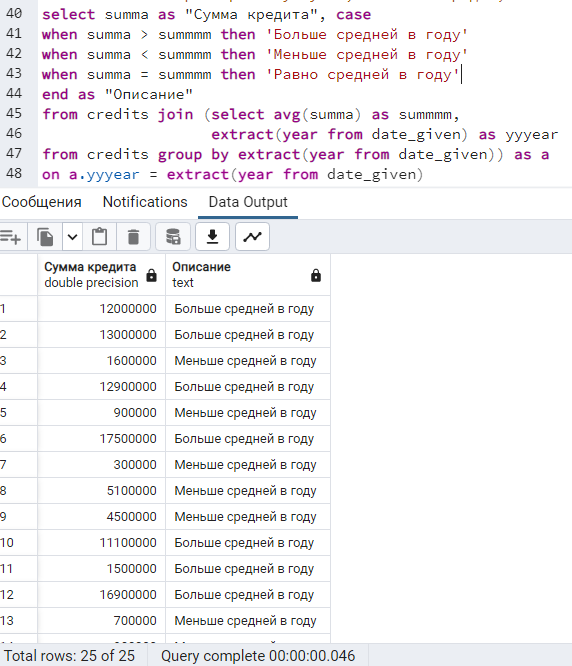 40 select summa as "Сумма кредита", case
41 when summa > summmm then 'Больше средней в году'
42 when summa < summmm then 'Меньше средней в году'
43 when summa = summmm then 'Равно средней в году'
44 end as "Описание"
45 from credits join (select avg(summa) as summmm,
46 extract(year from date_given) as yyyear
47 from credits group by extract(year from date_given)) as a
48 on a.yyyear = extract(year from date_given)
Сообщения Notifications Data Output
Сумма кредита Описание
double precision text
1 12000000 Больше средней в году
2 13000000 Больше средней в году
3 1600000 Меньше средней в году
4 12900000 Больше средней в году
5 900000 Меньше средней в году
6 17500000 Больше средней в году
7 300000 Меньше средней в году
8 5100000 Меньше средней в году
9 4500000 Меньше средней в году
10 11100000 Больше средней в году
11 1500000 Больше средней в году
12 16900000 Больше средней в году
13 700000 Меньше средней в году
Total rows: 25 of 25 Query complete 00:00:00.046